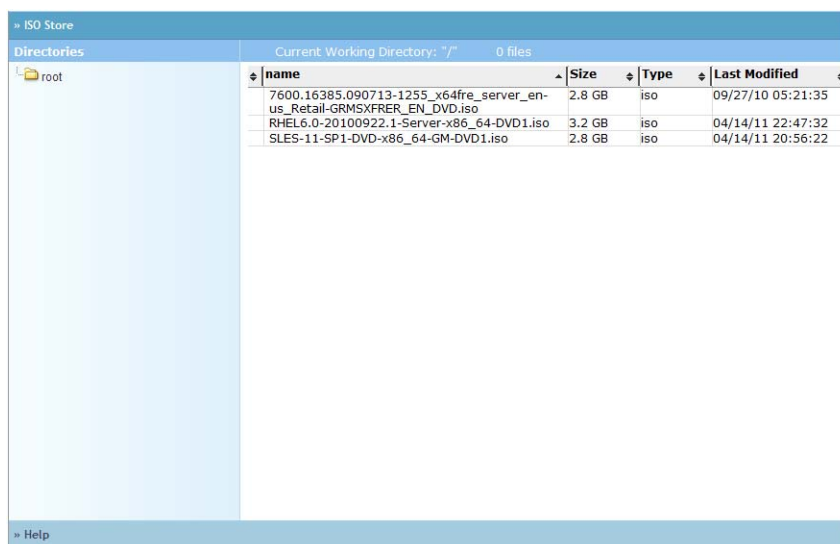 » ISO Store
Directories
Current Working Directory: "/" 0 files
root
name Size Type Last Modified
7600.16385.090713-1255_x64fre_server_en- 2.8 GB iso 09/27/10 05:21:35
us_Retail-GRMSXFRER_EN_DVD.iso
RHEL6.0-20100922.1-Server-x86_64-DVD1.iso 3.2 GB iso 04/14/11 22:47:32
SLES-11-SP1-DVD-x86_64-GM-DVD1.iso 2.8 GB iso 04/14/11 20:56:22
» Help